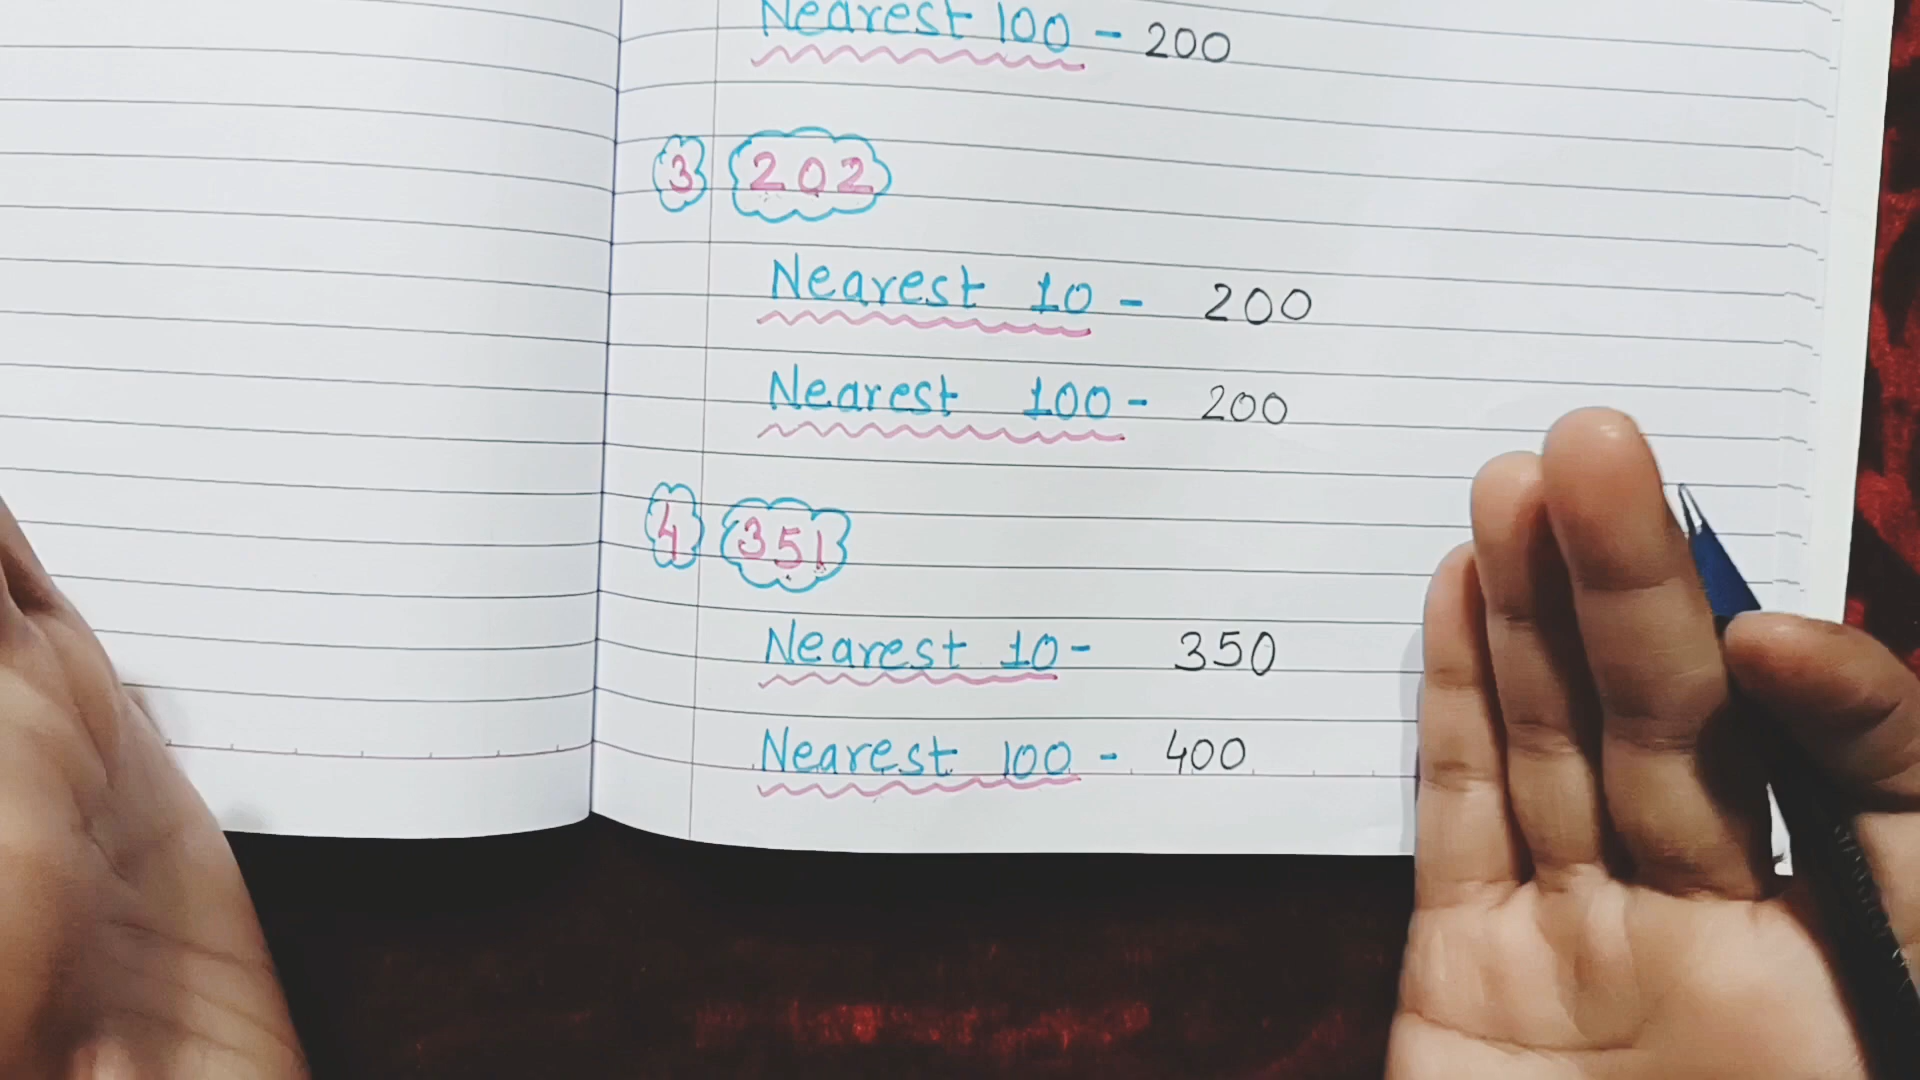 Nearest 100 - 200
3 202
Nearest 10 - 200
Nearest 100 - 200
4 351
Nearest 10 - 350
Nearest 100 - 400